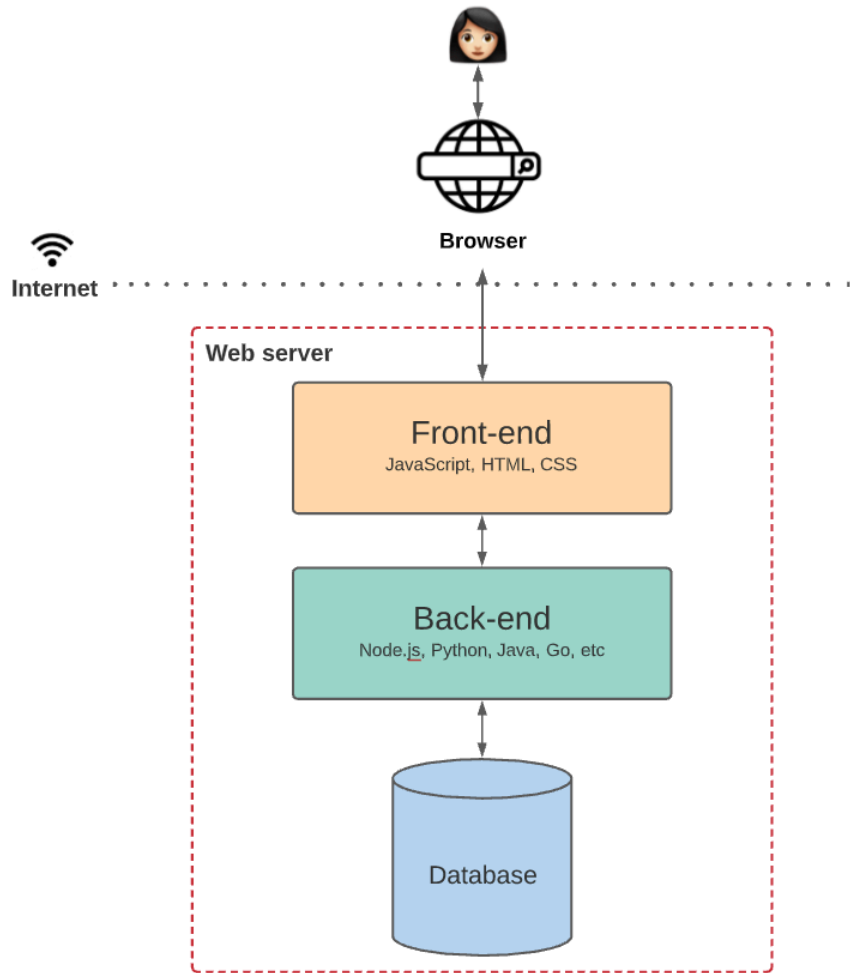 Browser
Internet
Web server
Front-end
JavaScript, HTML, CSS
Back-end
Node.js, Python, Java, Go, etc
Database